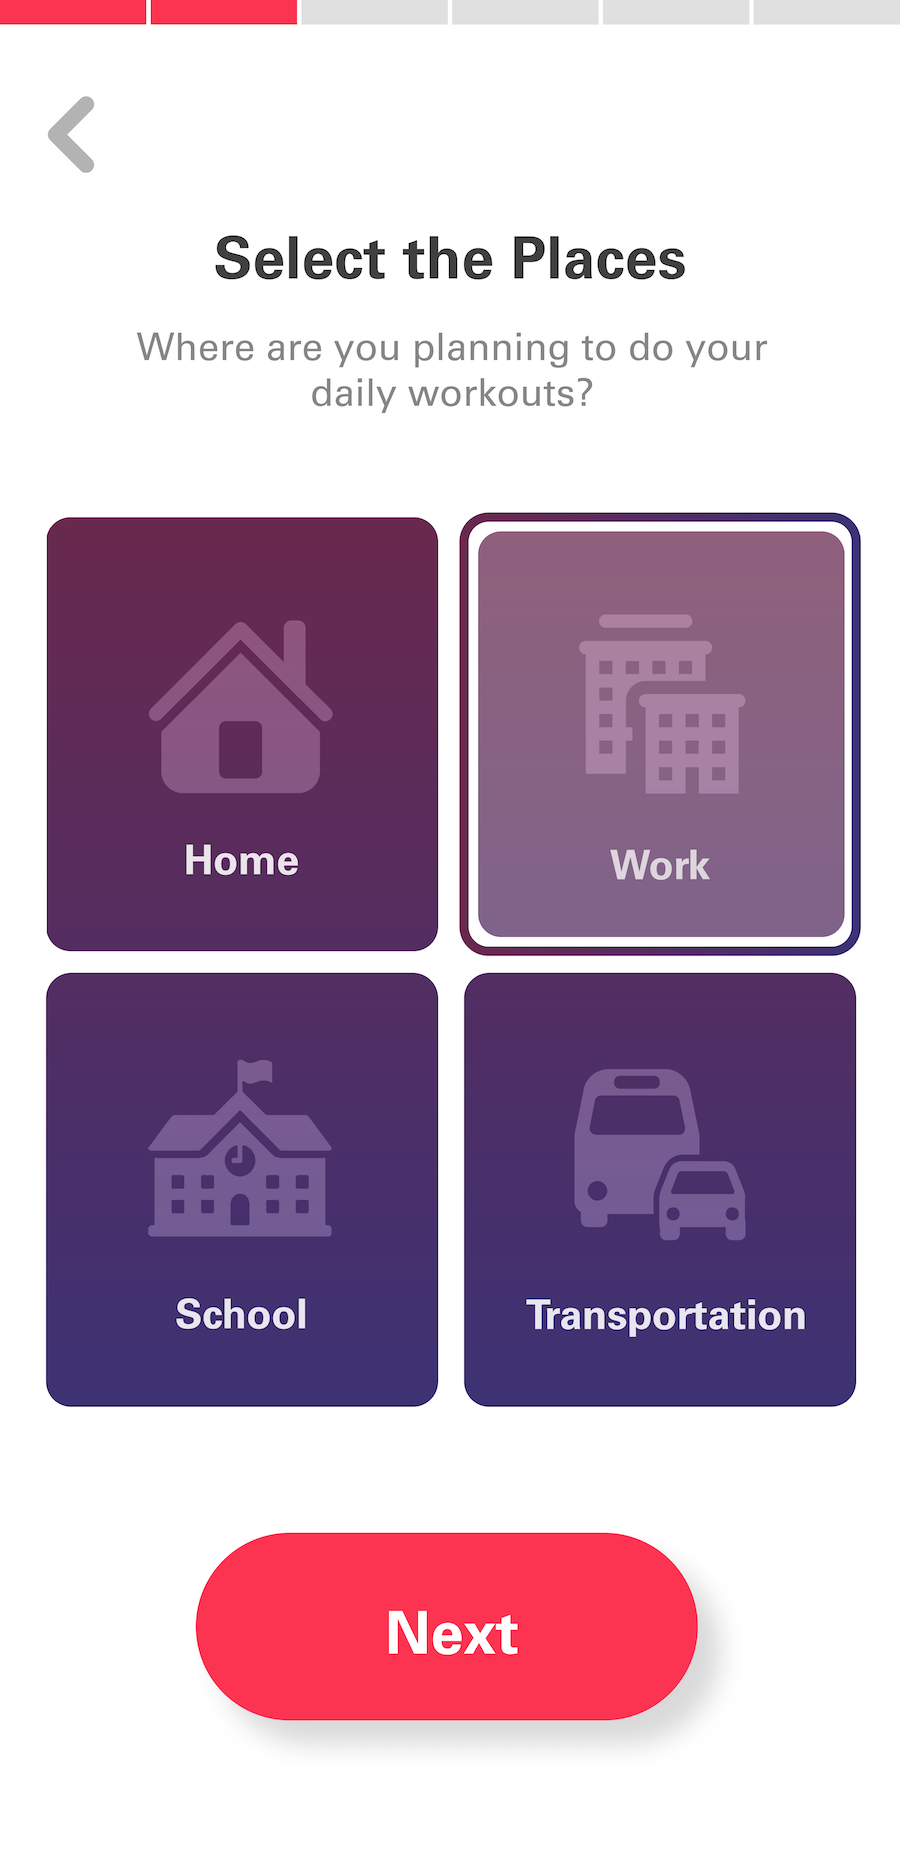 Select the Places
Where are you planning to do your
daily workouts?
Home
Work
School
Transportation
Next